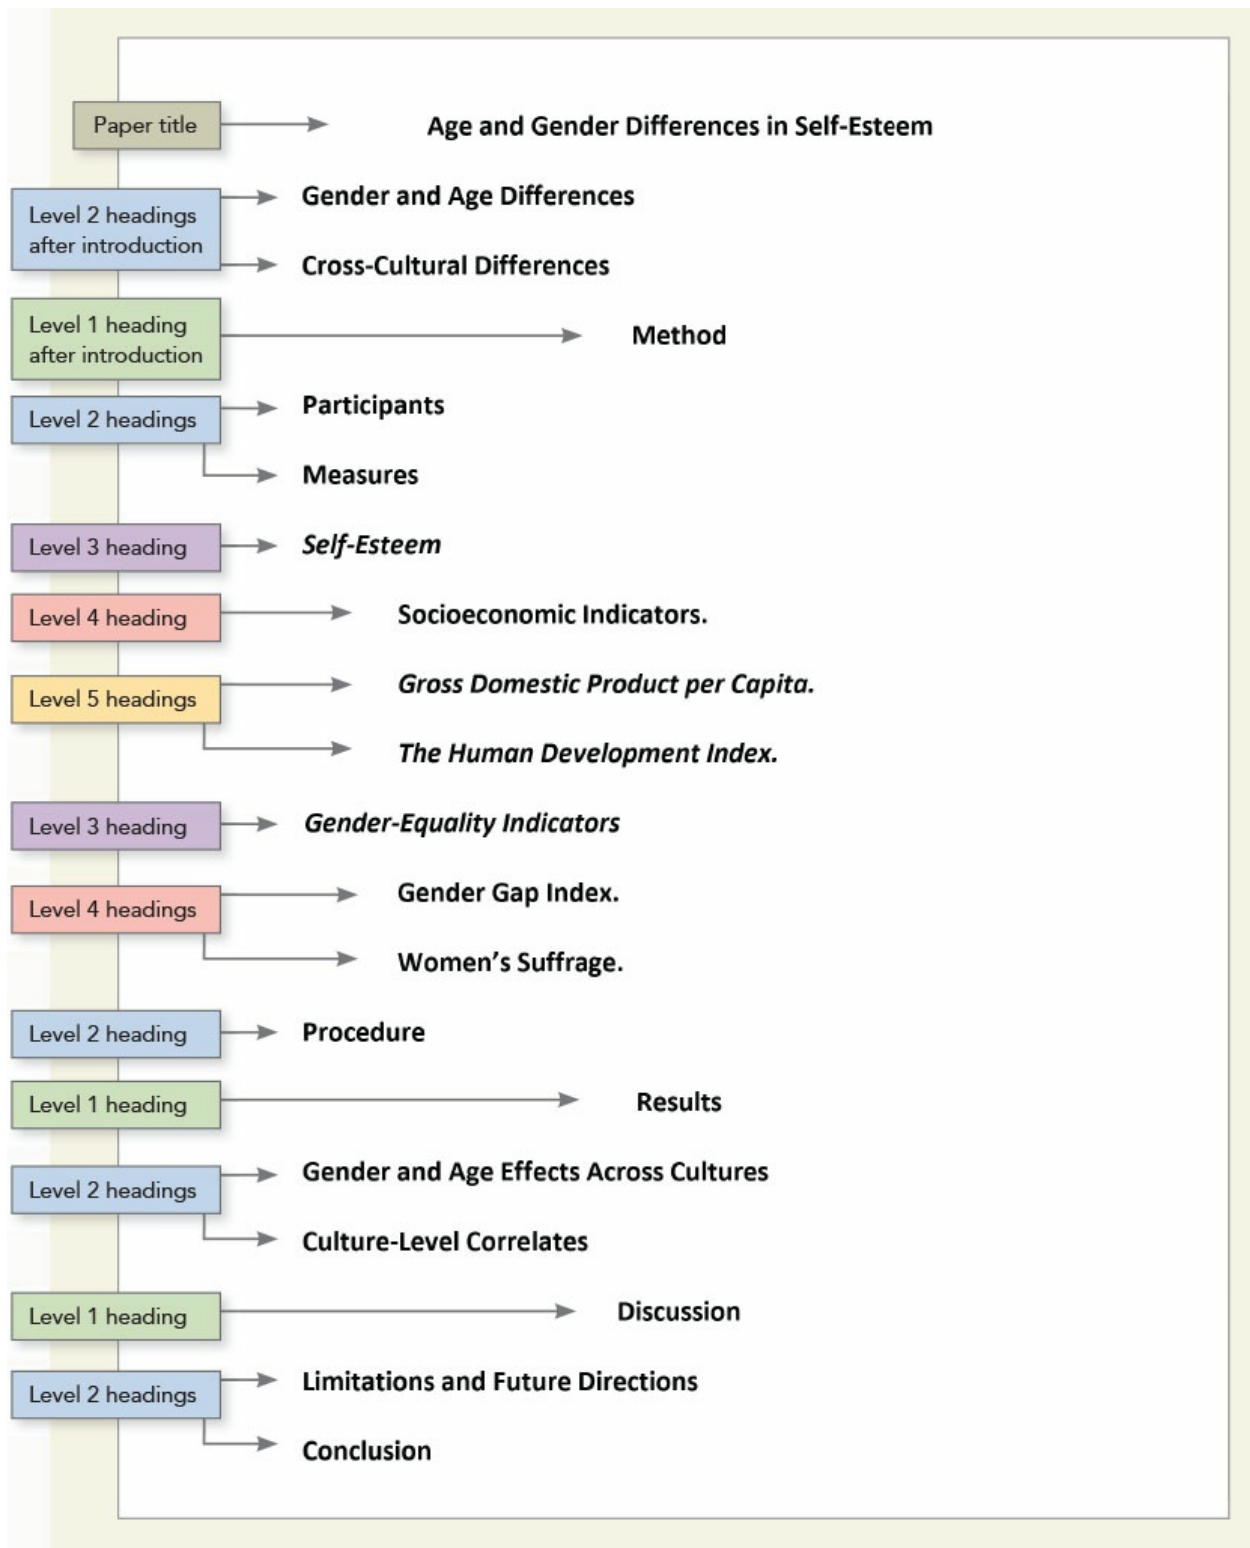 Paper title
Age and Gender Differences in Self-Esteem
Level 2 headings
after introduction
Gender and Age Differences
Cross-Cultural Differences
Level 1 heading
after introduction
Method
Level 2 headings
Participants
Measures
Level 3 heading
Self-Esteem
Level 4 heading
Socioeconomic Indicators.
Level 5 headings
Gross Domestic Product per Capita.
The Human Development Index.
Level 3 heading
Gender-Equality Indicators
Level 4 headings
Gender Gap Index.
Women’s Suffrage.
Level 2 heading
Procedure
Level 1 heading
Results
Level 2 headings
Gender and Age Effects Across Cultures
Culture-Level Correlates
Level 1 heading
Discussion
Level 2 headings
Limitations and Future Directions
Conclusion